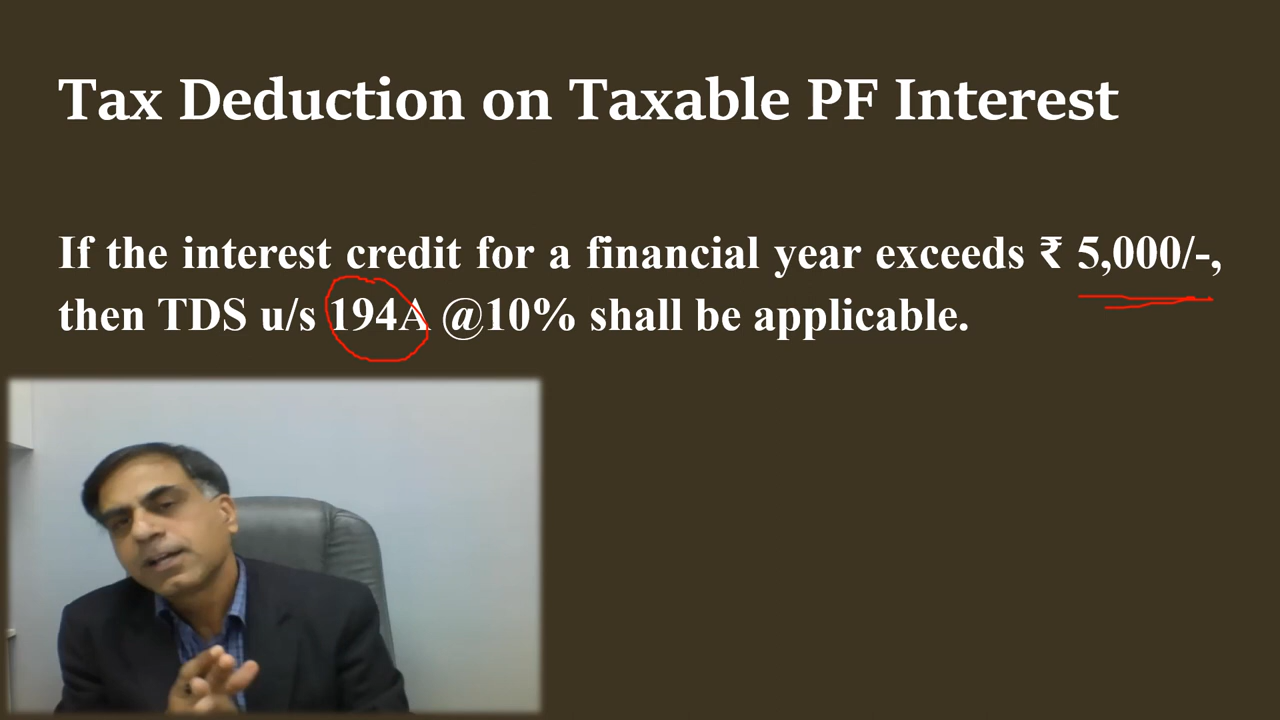 Tax Deduction on Taxable PF Interest
If the interest credit for a financial year exceeds ₹ 5,000/-,
then TDS u/s 194A @10% shall be applicable.